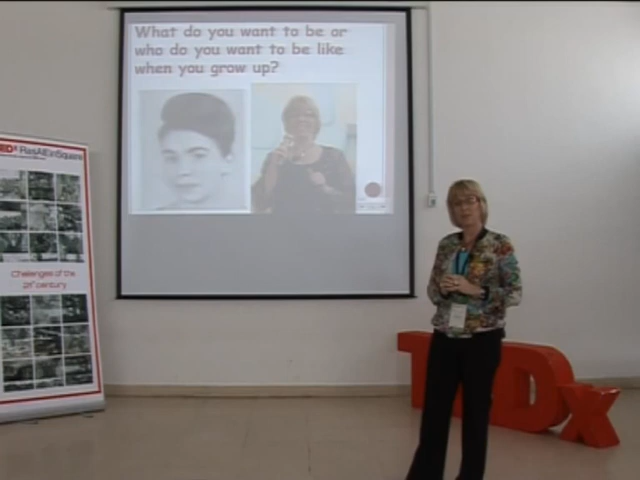 What do you want to be or
who do you want to be like
when you grow up?
TEDx RasAlEinSquare
Challenges of the
21st century
TEDx